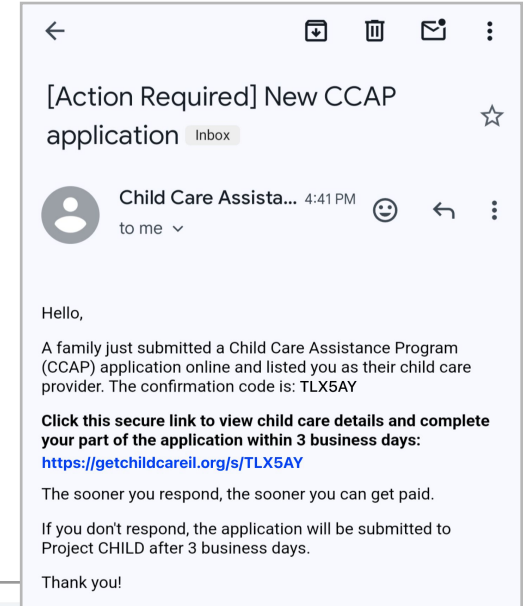 [Action Required] New CCAP
application Inbox
Child Care Assista... 4:41 PM
to me
Hello,
A family just submitted a Child Care Assistance Program
(CCAP) application online and listed you as their child care
provider. The confirmation code is: TLX5AY
Click this secure link to view child care details and complete
your part of the application within 3 business days:
https://getchildcareil.org/s/TLX5AY
The sooner you respond, the sooner you can get paid.
If you don't respond, the application will be submitted to
Project CHILD after 3 business days.
Thank you!